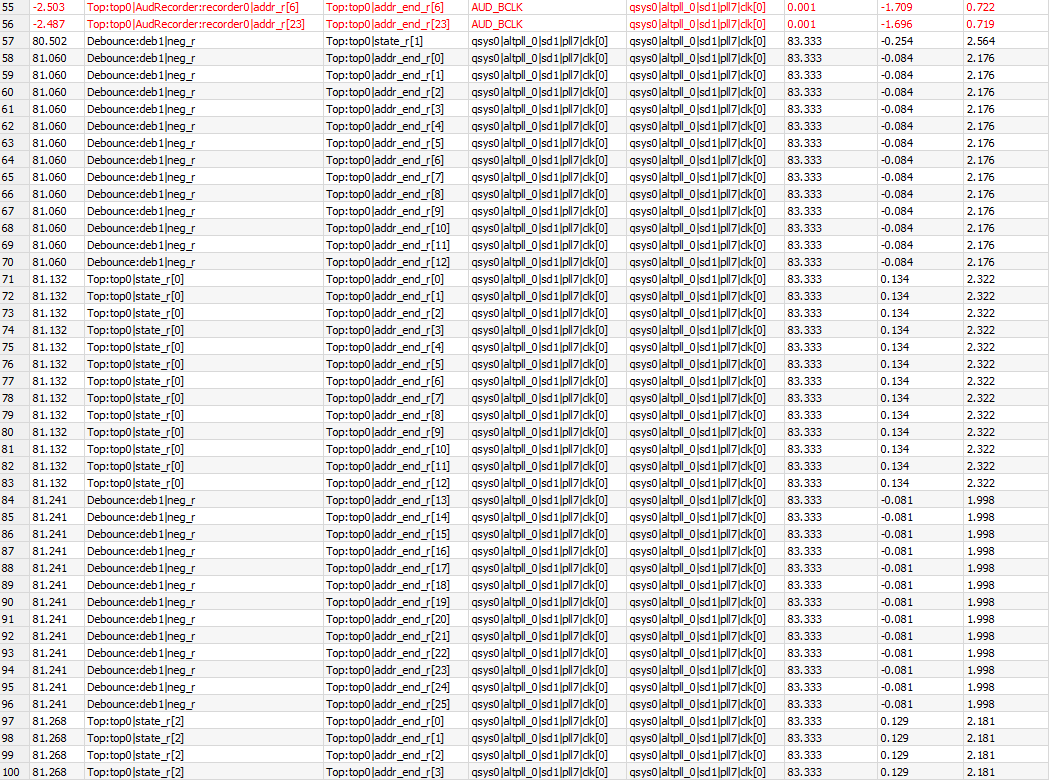 55 -2.503 Top:top0|AudRecorder:recorder0|addr_r[6] Top:top0|addr_end_r[6] AUD_BCLK qsys0|altpll_0|sd1|pll7|clk[0] 0.001 -1.709 0.722
56 -2.487 Top:top0|AudRecorder:recorder0|addr_r[23] Top:top0|addr_end_r[23] AUD_BCLK qsys0|altpll_0|sd1|pll7|clk[0] 0.001 -1.696 0.719
57 80.502 Debounce:deb1|neg_r Top:top0|state_r[1] qsys0|altpll_0|sd1|pll7|clk[0] qsys0|altpll_0|sd1|pll7|clk[0] 83.333 -0.254 2.564
58 81.060 Debounce:deb1|neg_r Top:top0|addr_end_r[0] qsys0|altpll_0|sd1|pll7|clk[0] qsys0|altpll_0|sd1|pll7|clk[0] 83.333 -0.084 2.176
59 81.060 Debounce:deb1|neg_r Top:top0|addr_end_r[1] qsys0|altpll_0|sd1|pll7|clk[0] qsys0|altpll_0|sd1|pll7|clk[0] 83.333 -0.084 2.176
60 81.060 Debounce:deb1|neg_r Top:top0|addr_end_r[2] qsys0|altpll_0|sd1|pll7|clk[0] qsys0|altpll_0|sd1|pll7|clk[0] 83.333 -0.084 2.176
61 81.060 Debounce:deb1|neg_r Top:top0|addr_end_r[3] qsys0|altpll_0|sd1|pll7|clk[0] qsys0|altpll_0|sd1|pll7|clk[0] 83.333 -0.084 2.176
62 81.060 Debounce:deb1|neg_r Top:top0|addr_end_r[4] qsys0|altpll_0|sd1|pll7|clk[0] qsys0|altpll_0|sd1|pll7|clk[0] 83.333 -0.084 2.176
63 81.060 Debounce:deb1|neg_r Top:top0|addr_end_r[5] qsys0|altpll_0|sd1|pll7|clk[0] qsys0|altpll_0|sd1|pll7|clk[0] 83.333 -0.084 2.176
64 81.060 Debounce:deb1|neg_r Top:top0|addr_end_r[6] qsys0|altpll_0|sd1|pll7|clk[0] qsys0|altpll_0|sd1|pll7|clk[0] 83.333 -0.084 2.176
65 81.060 Debounce:deb1|neg_r Top:top0|addr_end_r[7] qsys0|altpll_0|sd1|pll7|clk[0] qsys0|altpll_0|sd1|pll7|clk[0] 83.333 -0.084 2.176
66 81.060 Debounce:deb1|neg_r Top:top0|addr_end_r[8] qsys0|altpll_0|sd1|pll7|clk[0] qsys0|altpll_0|sd1|pll7|clk[0] 83.333 -0.084 2.176
67 81.060 Debounce:deb1|neg_r Top:top0|addr_end_r[9] qsys0|altpll_0|sd1|pll7|clk[0] qsys0|altpll_0|sd1|pll7|clk[0] 83.333 -0.084 2.176
68 81.060 Debounce:deb1|neg_r Top:top0|addr_end_r[10] qsys0|altpll_0|sd1|pll7|clk[0] qsys0|altpll_0|sd1|pll7|clk[0] 83.333 -0.084 2.176
69 81.060 Debounce:deb1|neg_r Top:top0|addr_end_r[11] qsys0|altpll_0|sd1|pll7|clk[0] qsys0|altpll_0|sd1|pll7|clk[0] 83.333 -0.084 2.176
70 81.060 Debounce:deb1|neg_r Top:top0|addr_end_r[12] qsys0|altpll_0|sd1|pll7|clk[0] qsys0|altpll_0|sd1|pll7|clk[0] 83.333 -0.084 2.176
71 81.132 Top:top0|state_r[0] Top:top0|addr_end_r[0] qsys0|altpll_0|sd1|pll7|clk[0] qsys0|altpll_0|sd1|pll7|clk[0] 83.333 0.134 2.322
72 81.132 Top:top0|state_r[0] Top:top0|addr_end_r[1] qsys0|altpll_0|sd1|pll7|clk[0] qsys0|altpll_0|sd1|pll7|clk[0] 83.333 0.134 2.322
73 81.132 Top:top0|state_r[0] Top:top0|addr_end_r[2] qsys0|altpll_0|sd1|pll7|clk[0] qsys0|altpll_0|sd1|pll7|clk[0] 83.333 0.134 2.322
74 81.132 Top:top0|state_r[0] Top:top0|addr_end_r[3] qsys0|altpll_0|sd1|pll7|clk[0] qsys0|altpll_0|sd1|pll7|clk[0] 83.333 0.134 2.322
75 81.132 Top:top0|state_r[0] Top:top0|addr_end_r[4] qsys0|altpll_0|sd1|pll7|clk[0] qsys0|altpll_0|sd1|pll7|clk[0] 83.333 0.134 2.322
76 81.132 Top:top0|state_r[0] Top:top0|addr_end_r[5] qsys0|altpll_0|sd1|pll7|clk[0] qsys0|altpll_0|sd1|pll7|clk[0] 83.333 0.134 2.322
77 81.132 Top:top0|state_r[0] Top:top0|addr_end_r[6] qsys0|altpll_0|sd1|pll7|clk[0] qsys0|altpll_0|sd1|pll7|clk[0] 83.333 0.134 2.322
78 81.132 Top:top0|state_r[0] Top:top0|addr_end_r[7] qsys0|altpll_0|sd1|pll7|clk[0] qsys0|altpll_0|sd1|pll7|clk[0] 83.333 0.134 2.322
79 81.132 Top:top0|state_r[0] Top:top0|addr_end_r[8] qsys0|altpll_0|sd1|pll7|clk[0] qsys0|altpll_0|sd1|pll7|clk[0] 83.333 0.134 2.322
80 81.132 Top:top0|state_r[0] Top:top0|addr_end_r[9] qsys0|altpll_0|sd1|pll7|clk[0] qsys0|altpll_0|sd1|pll7|clk[0] 83.333 0.134 2.322
81 81.132 Top:top0|state_r[0] Top:top0|addr_end_r[10] qsys0|altpll_0|sd1|pll7|clk[0] qsys0|altpll_0|sd1|pll7|clk[0] 83.333 0.134 2.322
82 81.132 Top:top0|state_r[0] Top:top0|addr_end_r[11] qsys0|altpll_0|sd1|pll7|clk[0] qsys0|altpll_0|sd1|pll7|clk[0] 83.333 0.134 2.322
83 81.132 Top:top0|state_r[0] Top:top0|addr_end_r[12] qsys0|altpll_0|sd1|pll7|clk[0] qsys0|altpll_0|sd1|pll7|clk[0] 83.333 0.134 2.322
84 81.241 Debounce:deb1|neg_r Top:top0|addr_end_r[13] qsys0|altpll_0|sd1|pll7|clk[0] qsys0|altpll_0|sd1|pll7|clk[0] 83.333 -0.081 1.998
85 81.241 Debounce:deb1|neg_r Top:top0|addr_end_r[14] qsys0|altpll_0|sd1|pll7|clk[0] qsys0|altpll_0|sd1|pll7|clk[0] 83.333 -0.081 1.998
86 81.241 Debounce:deb1|neg_r Top:top0|addr_end_r[15] qsys0|altpll_0|sd1|pll7|clk[0] qsys0|altpll_0|sd1|pll7|clk[0] 83.333 -0.081 1.998
87 81.241 Debounce:deb1|neg_r Top:top0|addr_end_r[16] qsys0|altpll_0|sd1|pll7|clk[0] qsys0|altpll_0|sd1|pll7|clk[0] 83.333 -0.081 1.998
88 81.241 Debounce:deb1|neg_r Top:top0|addr_end_r[17] qsys0|altpll_0|sd1|pll7|clk[0] qsys0|altpll_0|sd1|pll7|clk[0] 83.333 -0.081 1.998
89 81.241 Debounce:deb1|neg_r Top:top0|addr_end_r[18] qsys0|altpll_0|sd1|pll7|clk[0] qsys0|altpll_0|sd1|pll7|clk[0] 83.333 -0.081 1.998
90 81.241 Debounce:deb1|neg_r Top:top0|addr_end_r[19] qsys0|altpll_0|sd1|pll7|clk[0] qsys0|altpll_0|sd1|pll7|clk[0] 83.333 -0.081 1.998
91 81.241 Debounce:deb1|neg_r Top:top0|addr_end_r[20] qsys0|altpll_0|sd1|pll7|clk[0] qsys0|altpll_0|sd1|pll7|clk[0] 83.333 -0.081 1.998
92 81.241 Debounce:deb1|neg_r Top:top0|addr_end_r[21] qsys0|altpll_0|sd1|pll7|clk[0] qsys0|altpll_0|sd1|pll7|clk[0] 83.333 -0.081 1.998
93 81.241 Debounce:deb1|neg_r Top:top0|addr_end_r[22] qsys0|altpll_0|sd1|pll7|clk[0] qsys0|altpll_0|sd1|pll7|clk[0] 83.333 -0.081 1.998
94 81.241 Debounce:deb1|neg_r Top:top0|addr_end_r[23] qsys0|altpll_0|sd1|pll7|clk[0] qsys0|altpll_0|sd1|pll7|clk[0] 83.333 -0.081 1.998
95 81.241 Debounce:deb1|neg_r Top:top0|addr_end_r[24] qsys0|altpll_0|sd1|pll7|clk[0] qsys0|altpll_0|sd1|pll7|clk[0] 83.333 -0.081 1.998
96 81.241 Debounce:deb1|neg_r Top:top0|addr_end_r[25] qsys0|altpll_0|sd1|pll7|clk[0] qsys0|altpll_0|sd1|pll7|clk[0] 83.333 -0.081 1.998
97 81.268 Top:top0|state_r[2] Top:top0|addr_end_r[0] qsys0|altpll_0|sd1|pll7|clk[0] qsys0|altpll_0|sd1|pll7|clk[0] 83.333 0.129 2.181
98 81.268 Top:top0|state_r[2] Top:top0|addr_end_r[1] qsys0|altpll_0|sd1|pll7|clk[0] qsys0|altpll_0|sd1|pll7|clk[0] 83.333 0.129 2.181
99 81.268 Top:top0|state_r[2] Top:top0|addr_end_r[2] qsys0|altpll_0|sd1|pll7|clk[0] qsys0|altpll_0|sd1|pll7|clk[0] 83.333 0.129 2.181
100 81.268 Top:top0|state_r[2] Top:top0|addr_end_r[3] qsys0|altpll_0|sd1|pll7|clk[0] qsys0|altpll_0|sd1|pll7|clk[0] 83.333 0.129 2.181